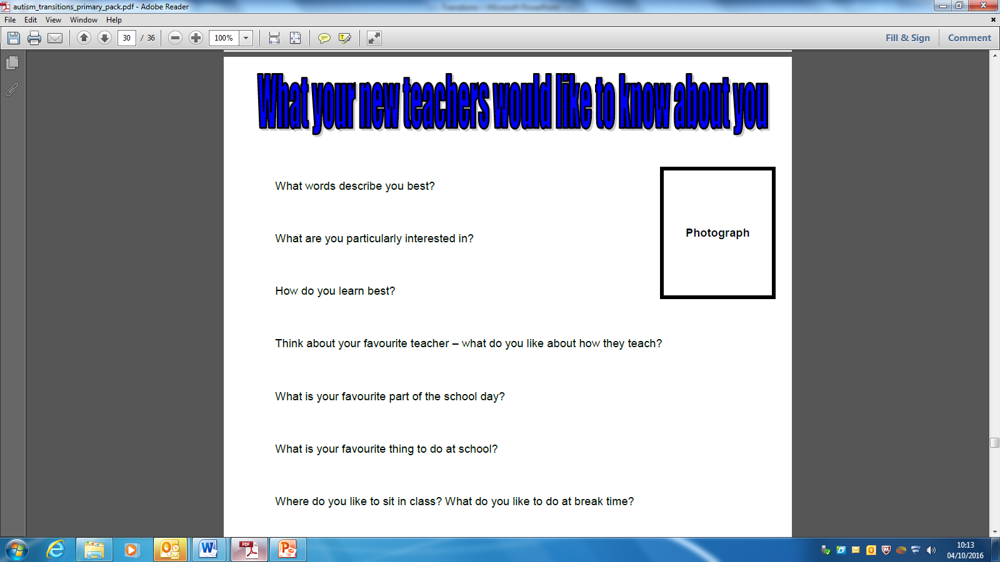 autism_transitions_primary_pack.pdf - Adobe Reader
File Edit View Window Help
30 / 36 100% Fill & Sign Comment
What your new teachers would like to know about you
What words describe you best?
Photograph
What are you particularly interested in?
How do you learn best?
Think about your favourite teacher – what do you like about how they teach?
What is your favourite part of the school day?
What is your favourite thing to do at school?
Where do you like to sit in class? What do you like to do at break time?
10:13
04/10/2016